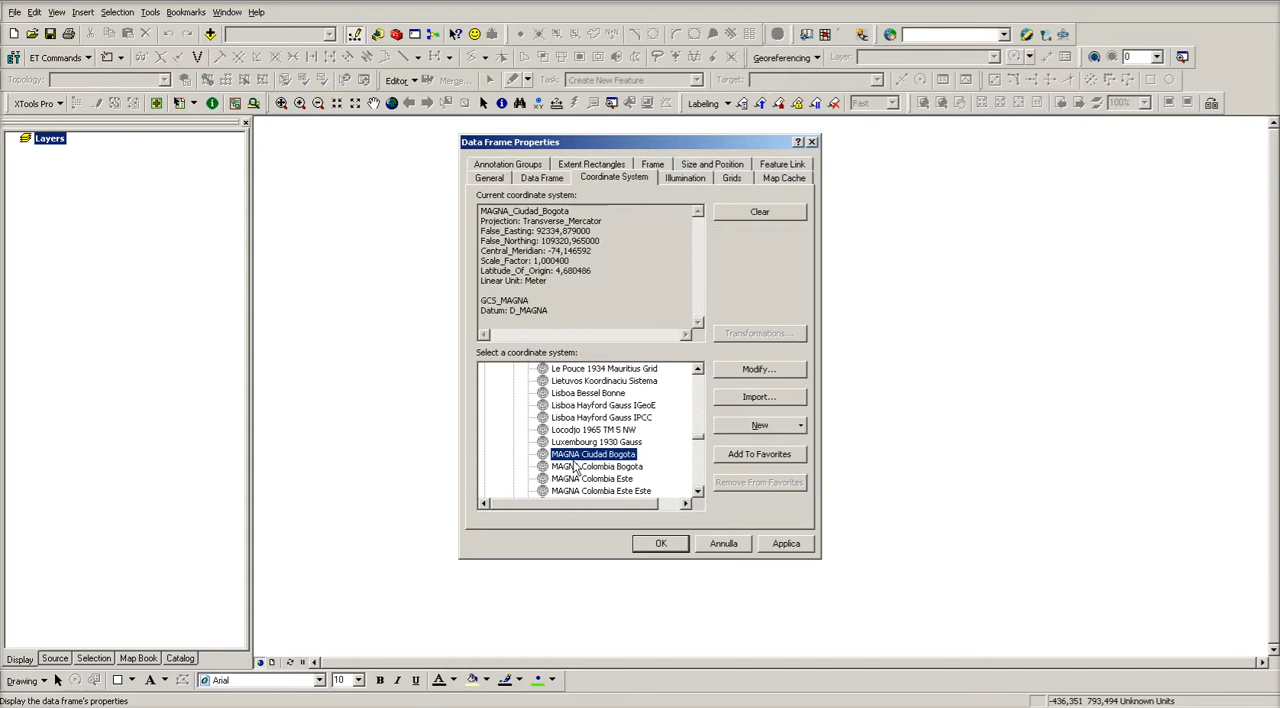 File Edit View Insert Selection Tools Bookmarks Window Help
ET Commands Georeferencing Layer: 0
Topology: Editor Merge... Task: Create New Feature Target:
XTools Pro Labeling Fast 100%
Layers
Data Frame Properties
Annotation Groups Extent Rectangles Frame Size and Position Feature Link
General Data Frame Coordinate System Illumination Grids Map Cache
Current coordinate system:
MAGNA_Ciudad_Bogota
Projection: Transverse_Mercator
False_Easting: 92334,879000
False_Northing: 109320,965000
Central_Meridian: -74,146592
Scale_Factor: 1,000400
Latitude_Of_Origin: 4,680486
Linear Unit: Meter
GCS_MAGNA
Datum: D_MAGNA
Clear
Transformations...
Select a coordinate system:
Le Pouce 1934 Mauritius Grid
Lietuvos Koordinaciu Sistema
Lisboa Bessel Bonne
Lisboa Hayford Gauss IGeoE
Lisboa Hayford Gauss IPCC
Locodjo 1965 TM 5 NW
Luxembourg 1930 Gauss
MAGNA Ciudad Bogota
MAGNA Colombia Bogota
MAGNA Colombia Este
MAGNA Colombia Este Este
Modify...
Import...
New
Add To Favorites
Remove From Favorites
OK Annulla Applica
Display Source Selection Map Book Catalog
Drawing A Arial 10 B I U A
Display the data frame's properties -436,351 793,494 Unknown Units